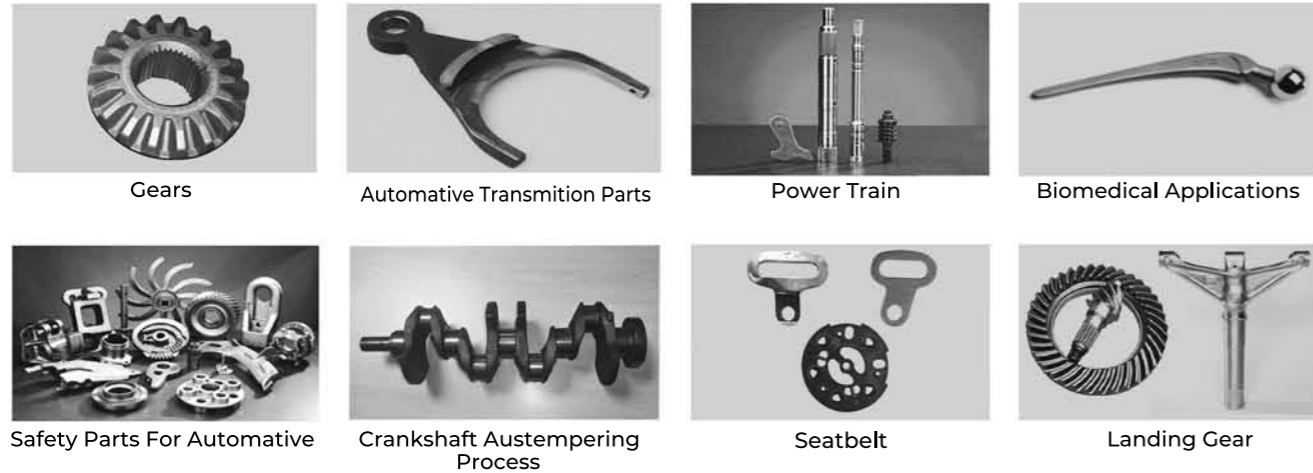 Gears
Automative Transmition Parts
Power Train
Biomedical Applications
Safety Parts For Automative
Crankshaft Austempering
Process
Seatbelt
Landing Gear